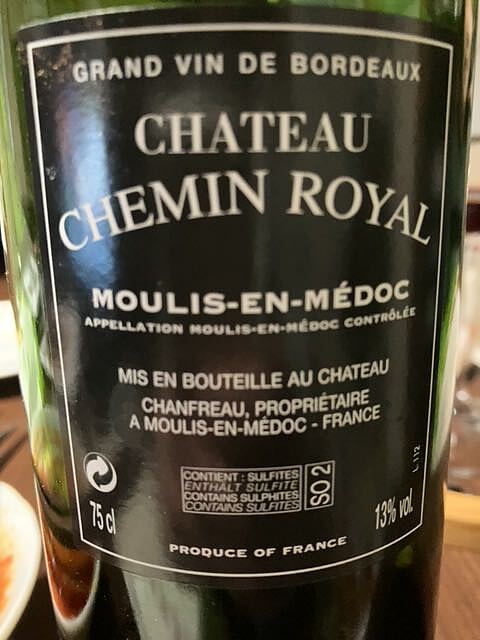 GRAND VIN DE BORDEAUX
CHATEAU
CHEMIN ROYAL
MOULIS-EN-MÉDOC
APPELLATION MOULIS-EN-MÉDOC CONTRÔLÉE
MIS EN BOUTEILLE AU CHATEAU
CHANFREAU, PROPRIÉTAIRE
A MOULIS-EN-MÉDOC - FRANCE
CONTIENT : SULFITES
ENTHÄLT SULFITE
CONTAINS SULPHITES
CONTAINS SULFITES
SO2
L 112
75 cl
13% vol.
PRODUCE OF FRANCE